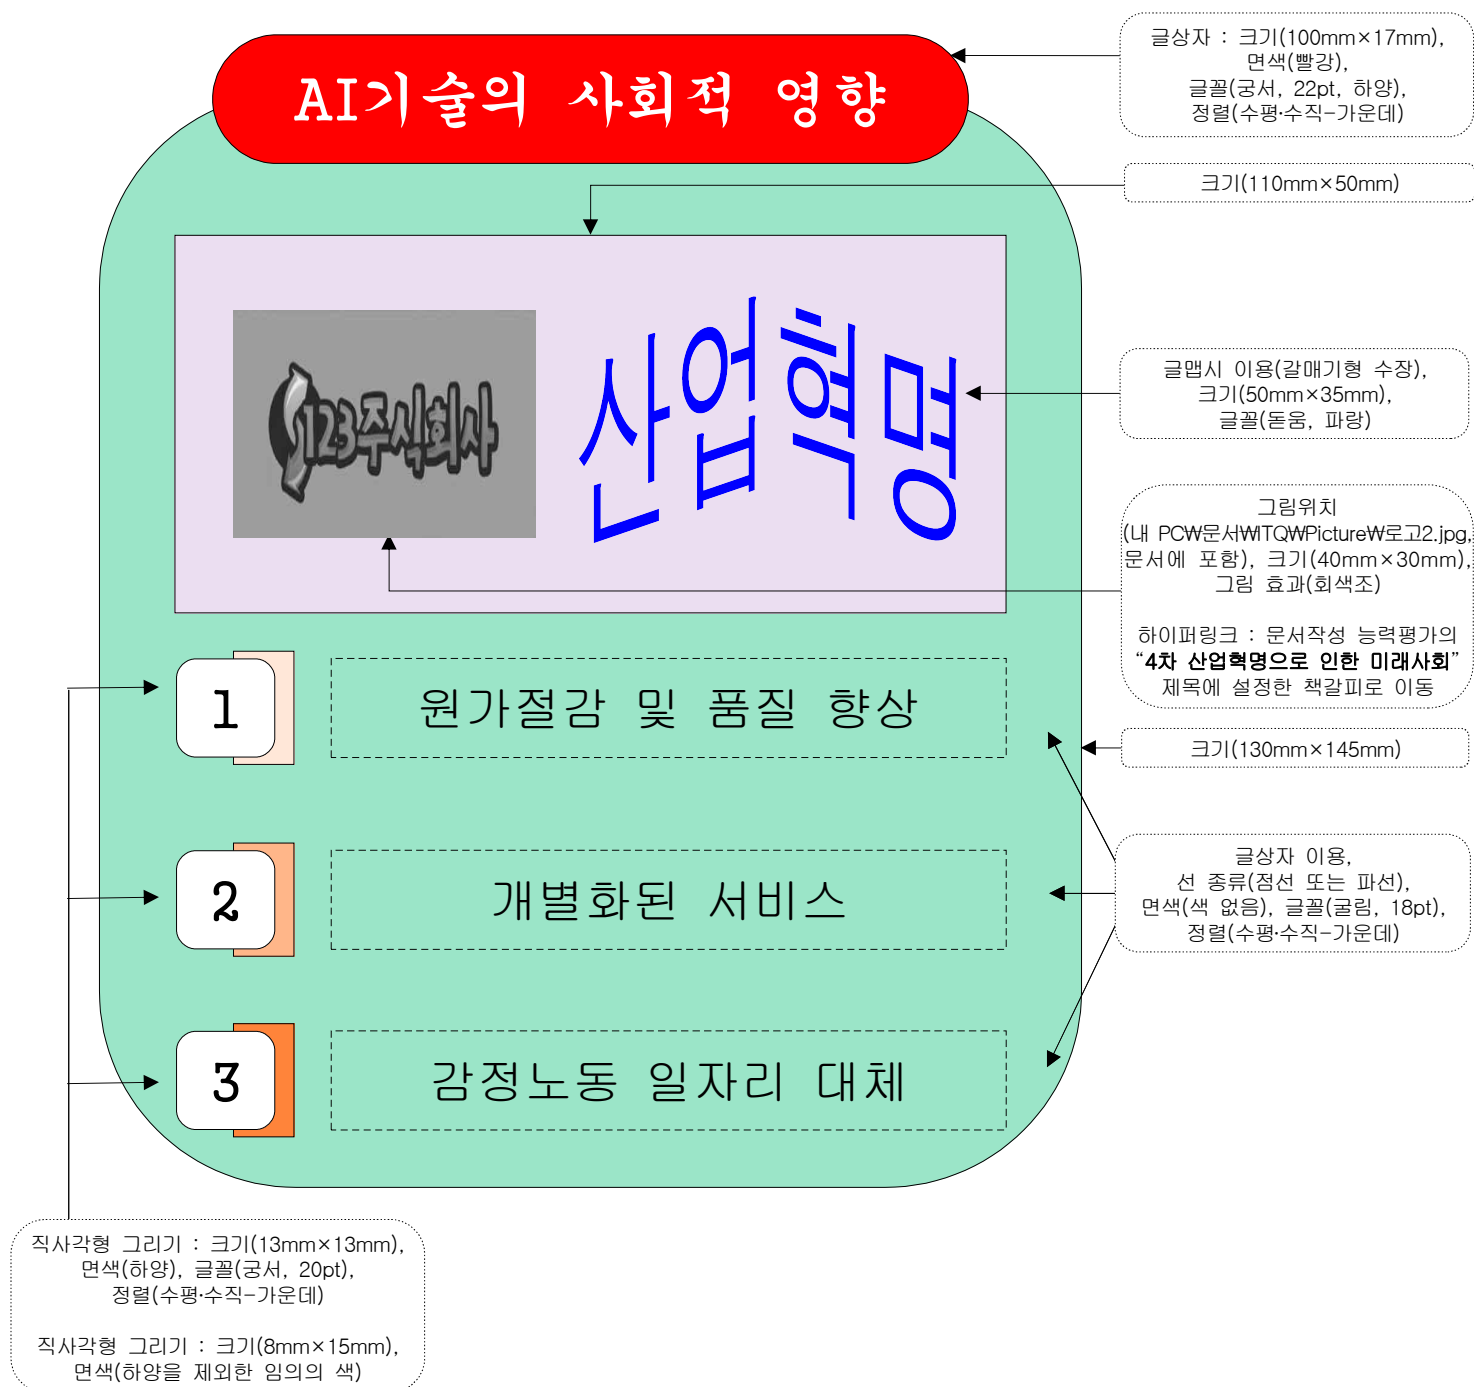 AI기술의 사회적 영향
글상자 : 크기(100mm×17mm),
면색(빨강),
글꼴(궁서, 22pt, 하양),
정렬(수평·수직-가운데)
크기(110mm×50mm)
123주식회사
산업혁명
글맵시 이용(갈매기형 수장),
크기(50mm×35mm),
글꼴(돋움, 파랑)
그림위치
(내 PC₩문서₩ITQ₩Picture₩로고2.jpg,
문서에 포함), 크기(40mm×30mm),
그림 효과(회색조)
하이퍼링크 : 문서작성 능력평가의
“4차 산업혁명으로 인한 미래사회”
제목에 설정한 책갈피로 이동
1
원가절감 및 품질 향상
크기(130mm×145mm)
2
개별화된 서비스
글상자 이용,
선 종류(점선 또는 파선),
면색(색 없음), 글꼴(굴림, 18pt),
정렬(수평·수직-가운데)
3
감정노동 일자리 대체
직사각형 그리기 : 크기(13mm×13mm),
면색(하양), 글꼴(궁서, 20pt),
정렬(수평·수직-가운데)
직사각형 그리기 : 크기(8mm×15mm),
면색(하양을 제외한 임의의 색)